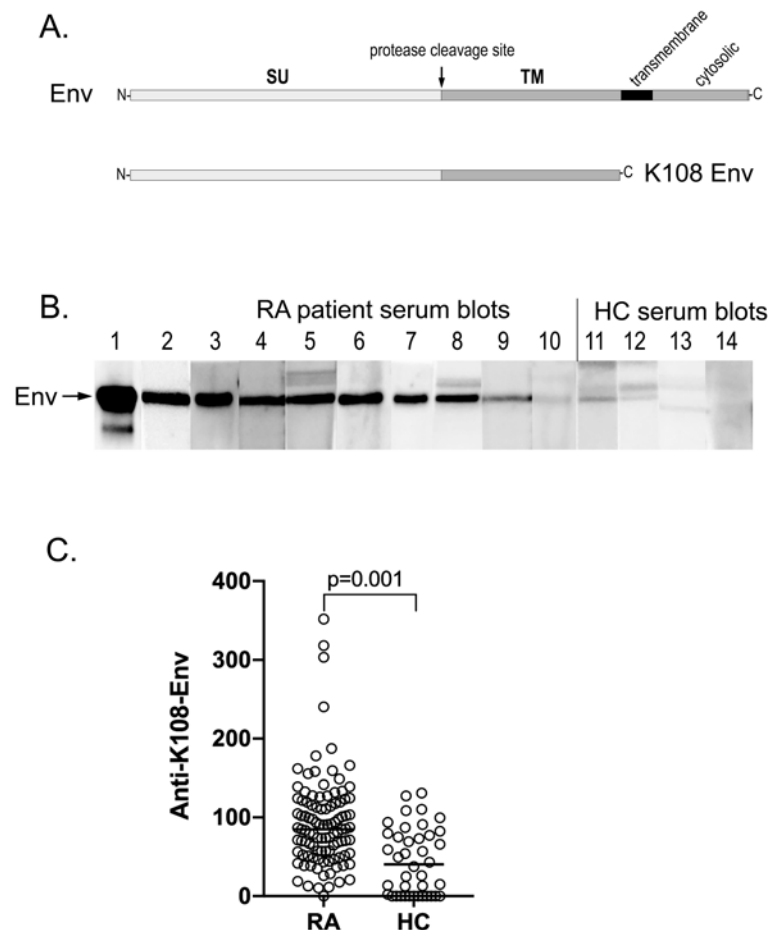 A.
protease cleavage site
transmembrane
cytosolic
SU
TM
Env
N-
-C
N-
-C
K108 Env
B.
RA patient serum blots
HC serum blots
1 2 3 4 5 6 7 8 9 10 11 12 13 14
Env
C.
p=0.001
400
300
200
100
0
Anti-K108-Env
RA
HC